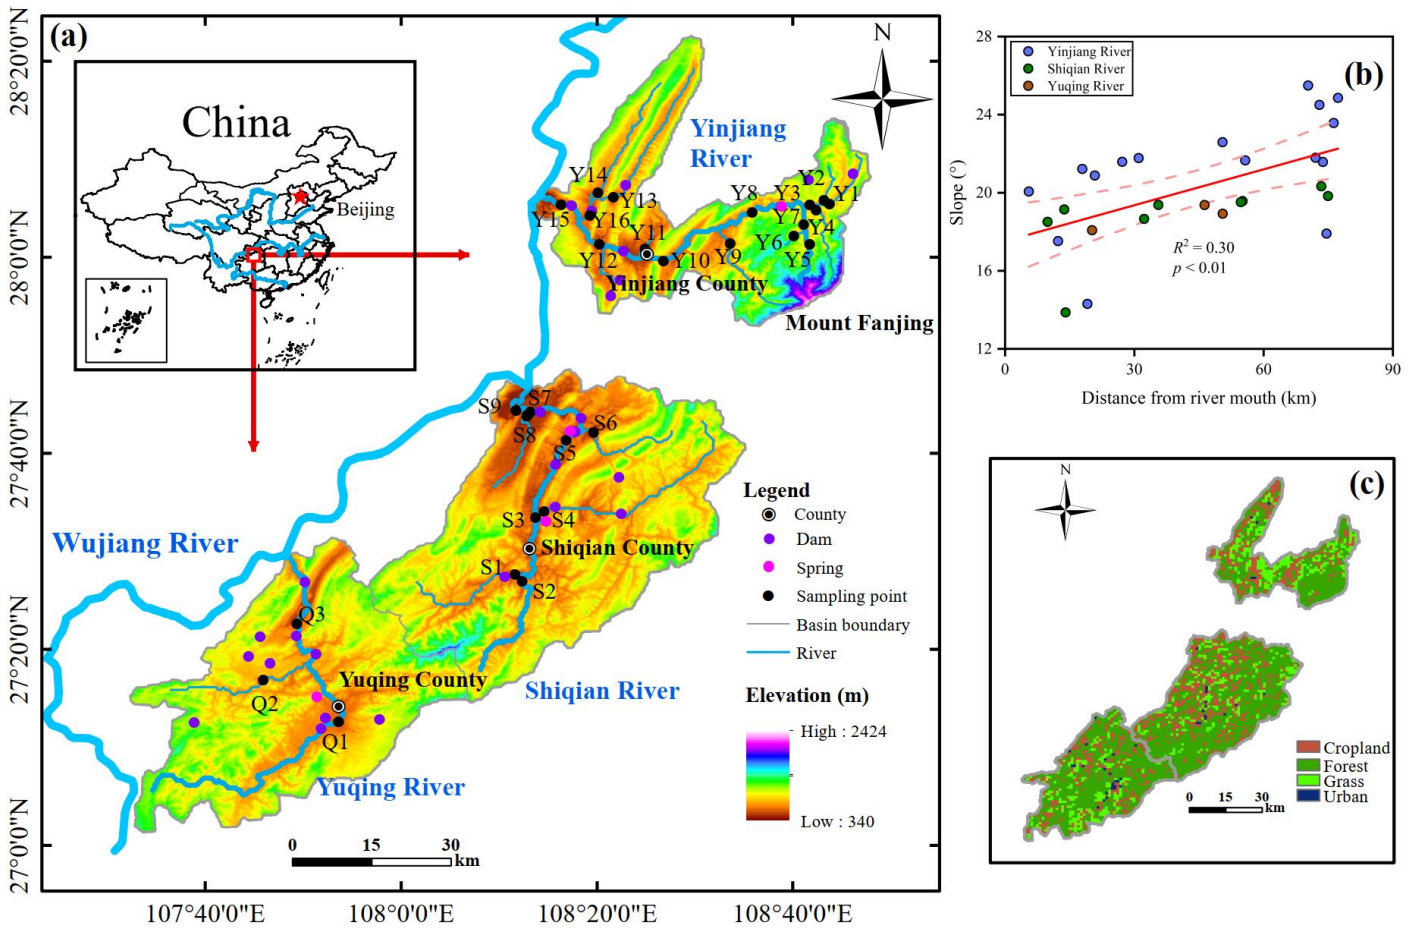 (a)
28°20'0"N
28°0'0"N
27°40'0"N
27°20'0"N
27°0'0"N
107°40'0"E
108°0'0"E
108°20'0"E
108°40'0"E
China
Beijing
N
Yinjiang
River
Y14
Y13
Y15
Y16
Y11
Y12
Y10
Y8
Y3
Y2
Y1
Y7
Y4
Y6
Y9
Y5
Yinjiang County
Mount Fanjing
S9
S7
S8
S6
S5
S3
S4
Shiqian County
S1
S2
Wujiang River
Q3
Q2
Yuqing County
Q1
Shiqian River
Yuqing River
0
15
30
km
Legend
County
Dam
Spring
Sampling point
Basin boundary
River
Elevation (m)
High : 2424
Low : 340
(b)
Yinjiang River
Shiqian River
Yuqing River
28
24
20
16
12
Slope (°)
R² = 0.30
p < 0.01
0
30
60
90
Distance from river mouth (km)
(c)
N
Cropland
Forest
Grass
Urban
0
15
30
km